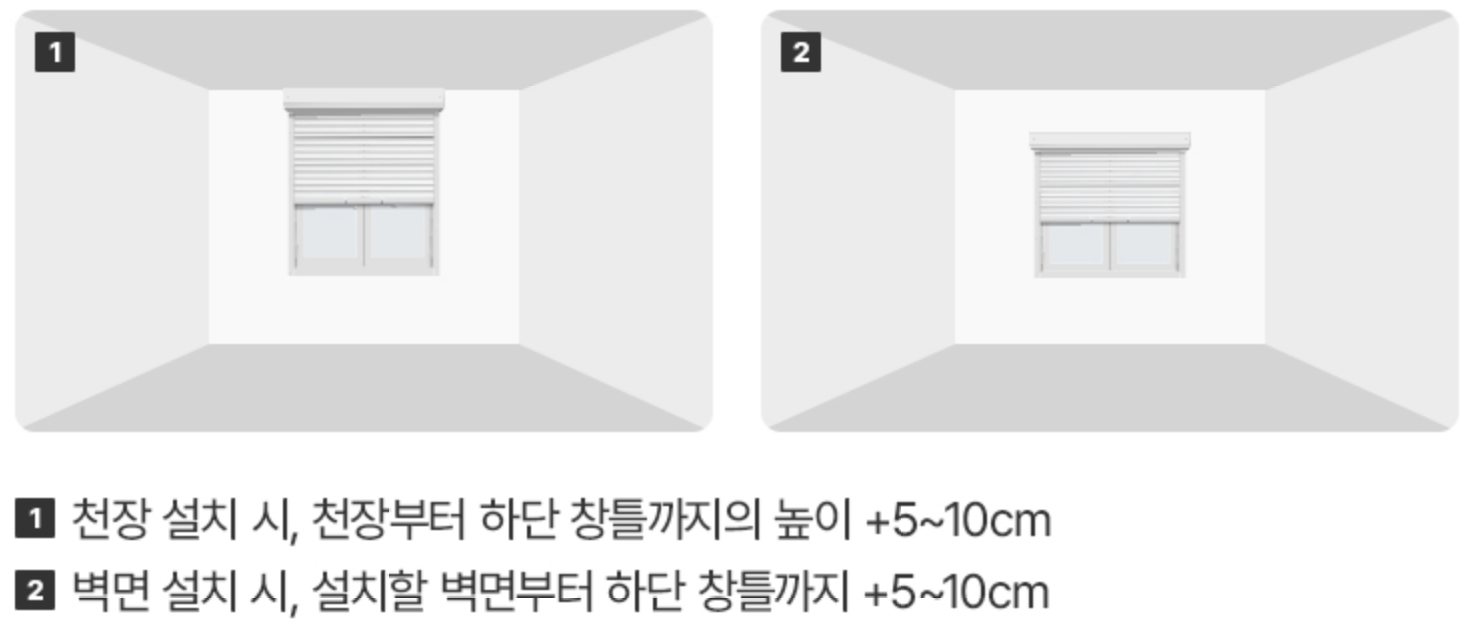 1
2
1 천장 설치 시, 천장부터 하단 창틀까지의 높이 +5~10cm
2 벽면 설치 시, 설치할 벽면부터 하단 창틀까지 +5~10cm